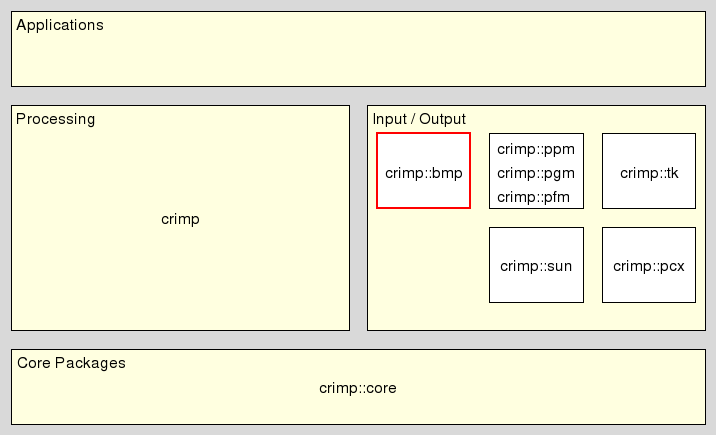 Applications
Processing
crimp
Input / Output
crimp::bmp
crimp::ppm
crimp::pgm
crimp::pfm
crimp::tk
crimp::sun
crimp::pcx
Core Packages
crimp::core